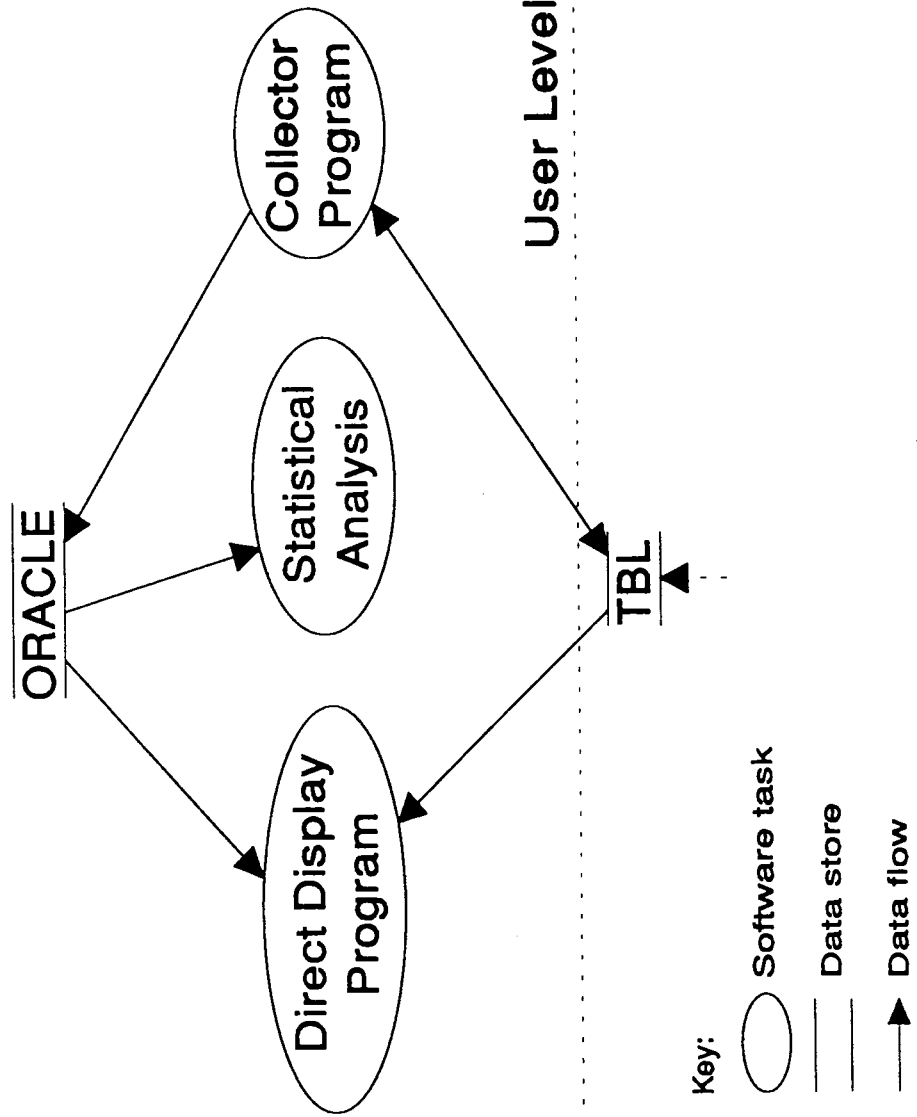 ORACLE
Direct Display
Program
Statistical
Analysis
Collector
Program
User Level
TBL
Key:
Software task
Data store
Data flow